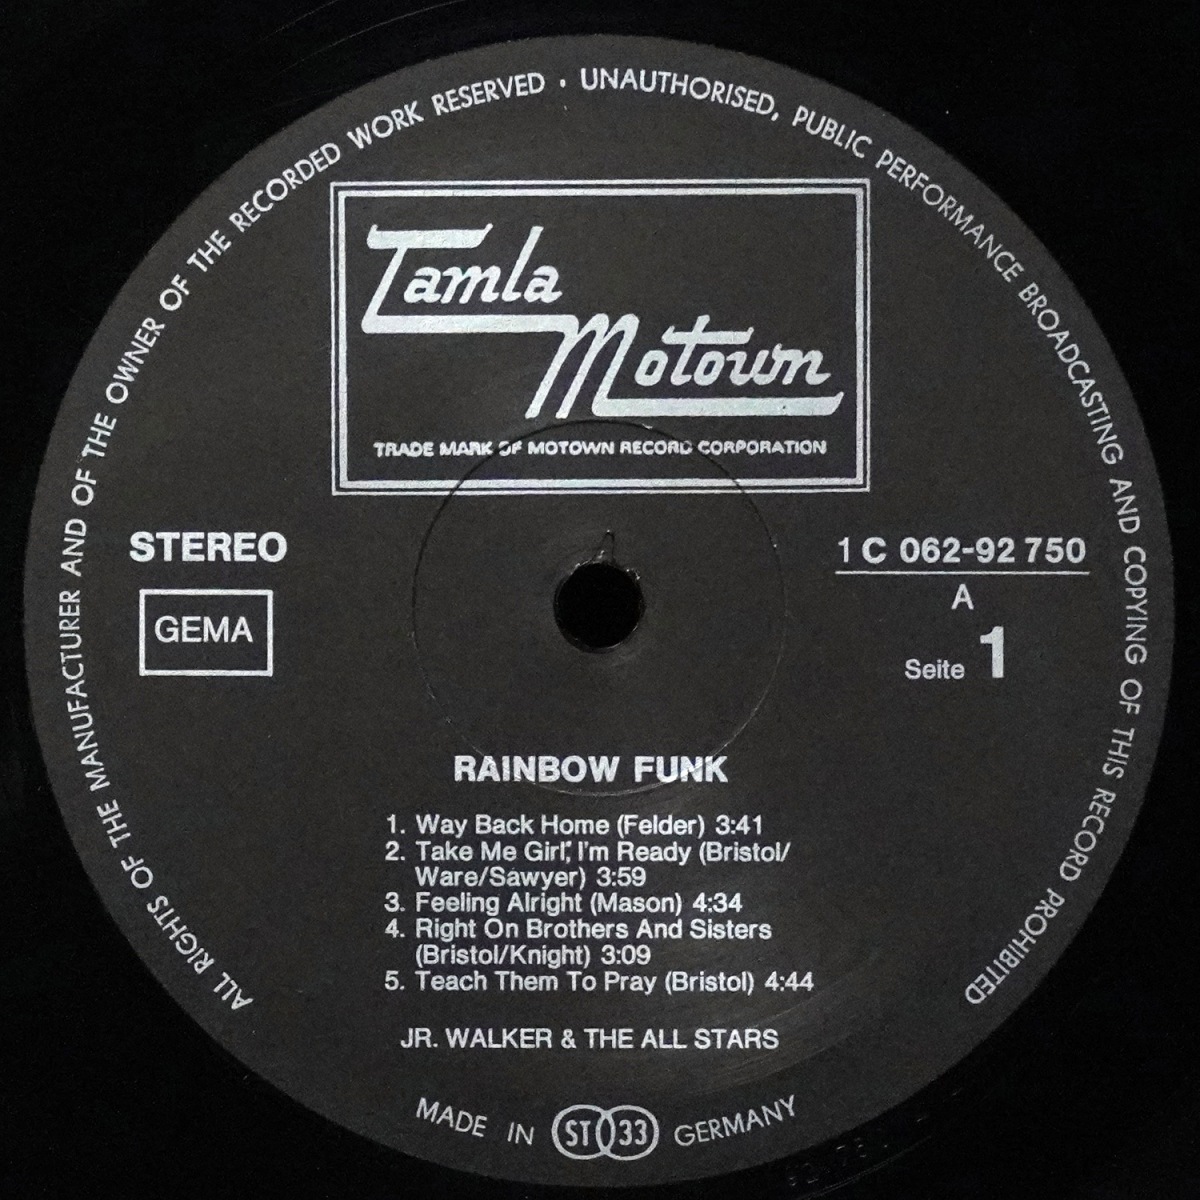 ALL RIGHTS OF THE MANUFACTURER AND OF THE OWNER OF THE RECORDED WORK RESERVED · UNAUTHORISED, PUBLIC PERFORMANCE BROADCASTING AND COPYING OF THIS RECORD PROHIBITED
Tamla
Motown
TRADE MARK OF MOTOWN RECORD CORPORATION
STEREO
GEMA
1 C 062-92 750
A
Seite 1
RAINBOW FUNK
1. Way Back Home (Felder) 3:41
2. Take Me Girl, I'm Ready (Bristol/
Ware/Sawyer) 3:59
3. Feeling Alright (Mason) 4:34
4. Right On Brothers And Sisters
(Bristol/Knight) 3:09
5. Teach Them To Pray (Bristol) 4:44
JR. WALKER & THE ALL STARS
MADE IN ST 33 GERMANY